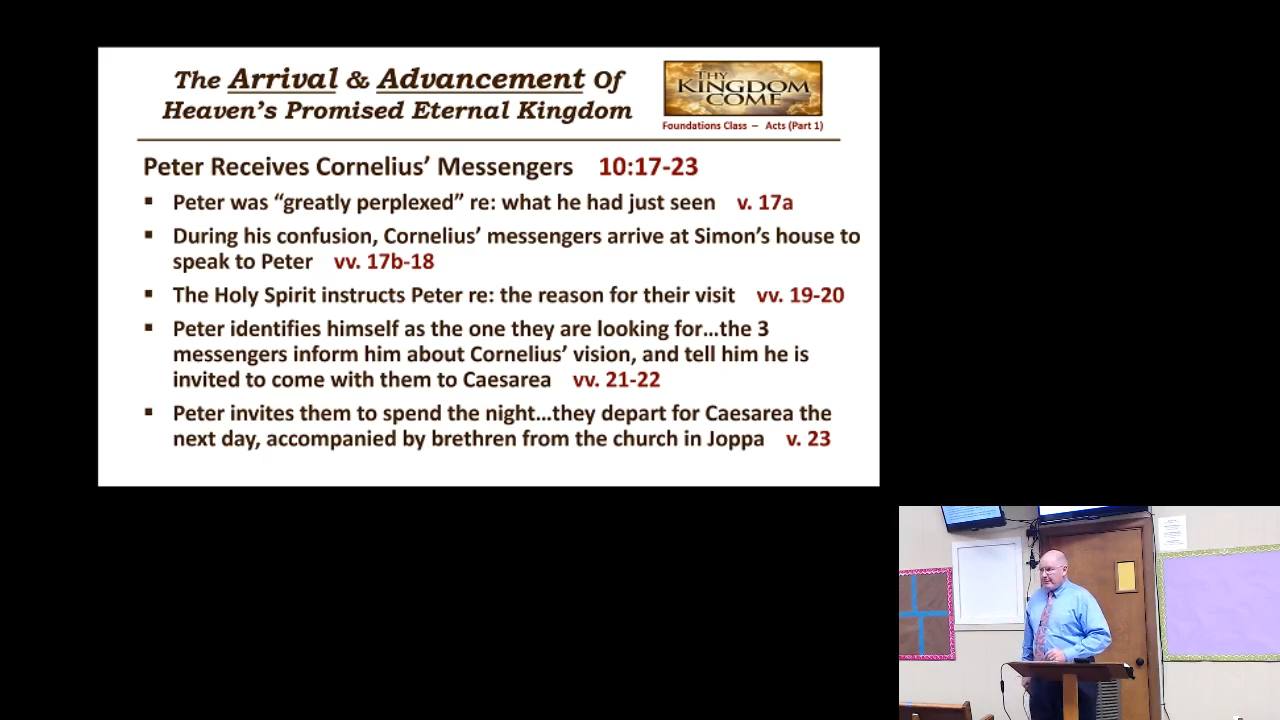 The Arrival & Advancement Of
Heaven's Promised Eternal Kingdom
THY
KINGDOM
COME
Foundations Class – Acts (Part 1)
Peter Receives Cornelius' Messengers 10:17-23
▪ Peter was “greatly perplexed” re: what he had just seen v. 17a
▪ During his confusion, Cornelius' messengers arrive at Simon's house to
speak to Peter vv. 17b-18
▪ The Holy Spirit instructs Peter re: the reason for their visit vv. 19-20
▪ Peter identifies himself as the one they are looking for…the 3
messengers inform him about Cornelius' vision, and tell him he is
invited to come with them to Caesarea vv. 21-22
▪ Peter invites them to spend the night…they depart for Caesarea the
next day, accompanied by brethren from the church in Joppa v. 23